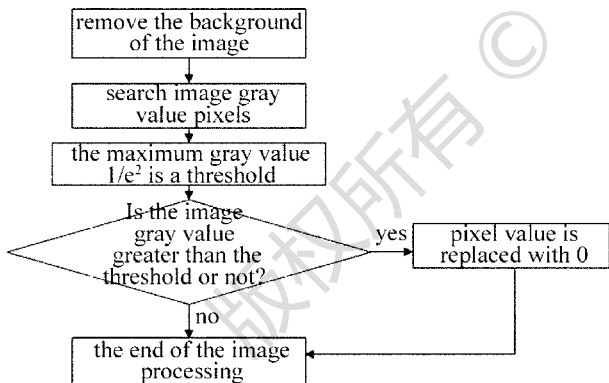 remove the background
of the image
search image gray
value pixels
the maximum gray value
1/e² is a threshold
Is the image
gray value
greater than the
threshold or not?
yes
pixel value is
replaced with 0
no
the end of the image
processing
版权所有 ©